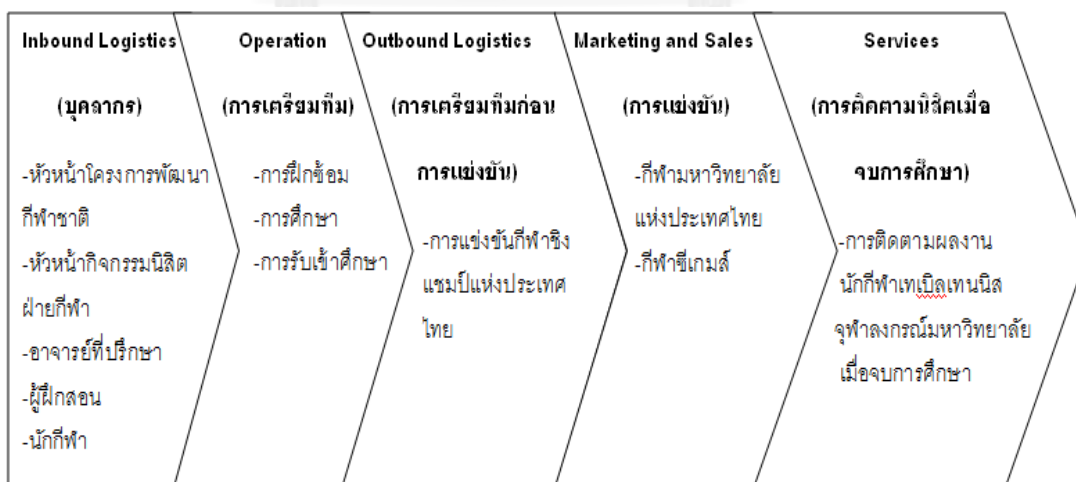 Inbound Logistics
(บุคลากร)
-หัวหน้าโครงการพัฒนา
กีฬาชาติ
-หัวหน้ากิจกรรมนิสิต
ฝ่ายกีฬา
-อาจารย์ที่ปรึกษา
-ผู้ฝึกสอน
-นักกีฬา
Operation
(การเตรียมทีม)
-การฝึกซ้อม
-การศึกษา
-การรับเข้าศึกษา
Outbound Logistics
(การเตรียมทีมก่อน
การแข่งขัน)
-การแข่งขันกีฬาชิง
แชมป์แห่งประเทศ
ไทย
Marketing and Sales
(การแข่งขัน)
-กีฬามหาวิทยาลัย
แห่งประเทศไทย
-กีฬาซีเกมส์
Services
(การติดตามนิสิตเมื่อ
จบการศึกษา)
-การติดตามผลงาน
นักกีฬาเทเบิลเทนนิส
จุฬาลงกรณ์มหาวิทยาลัย
เมื่อจบการศึกษา